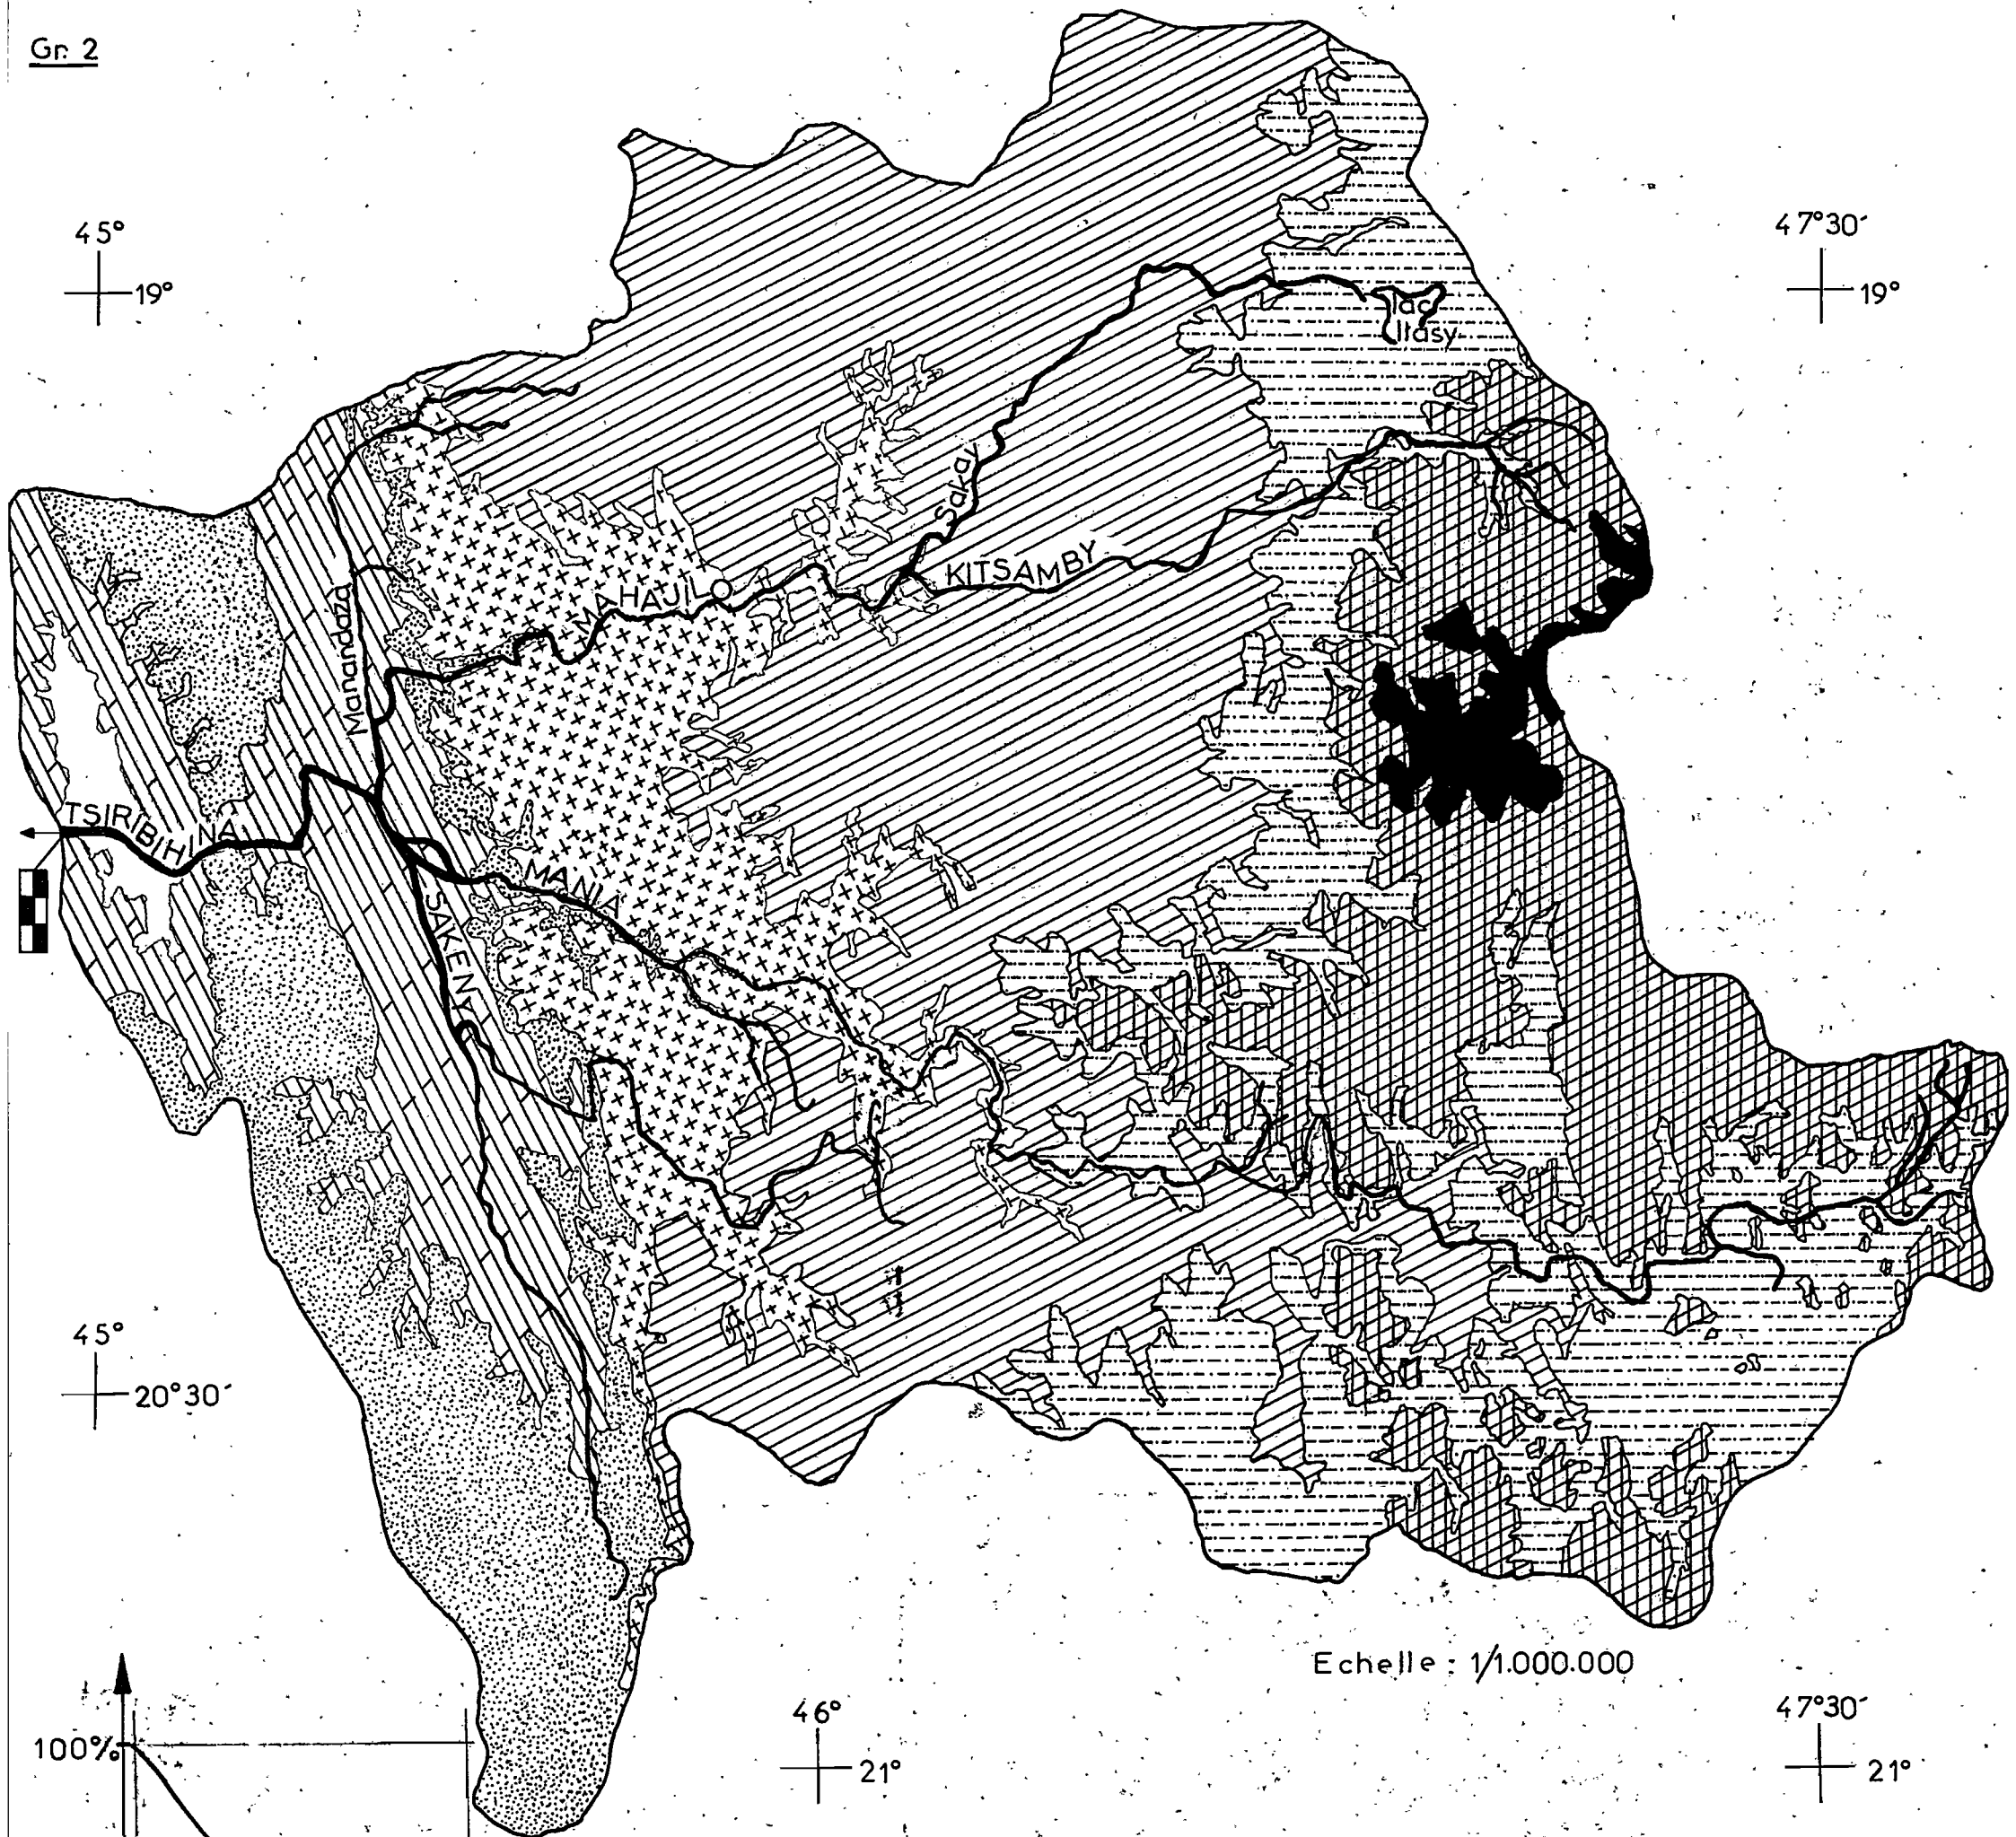 Gr. 2
45°
19°
47°30'
19°
lac
Itasy
Sakay
KITSAMBY
MAHAJILO
Manandaza
TSIRIBIHINA
MANIA
SAKENY
45°
20°30'
Echelle : 1/1.000.000
46°
21°
47°30'
21°
100%